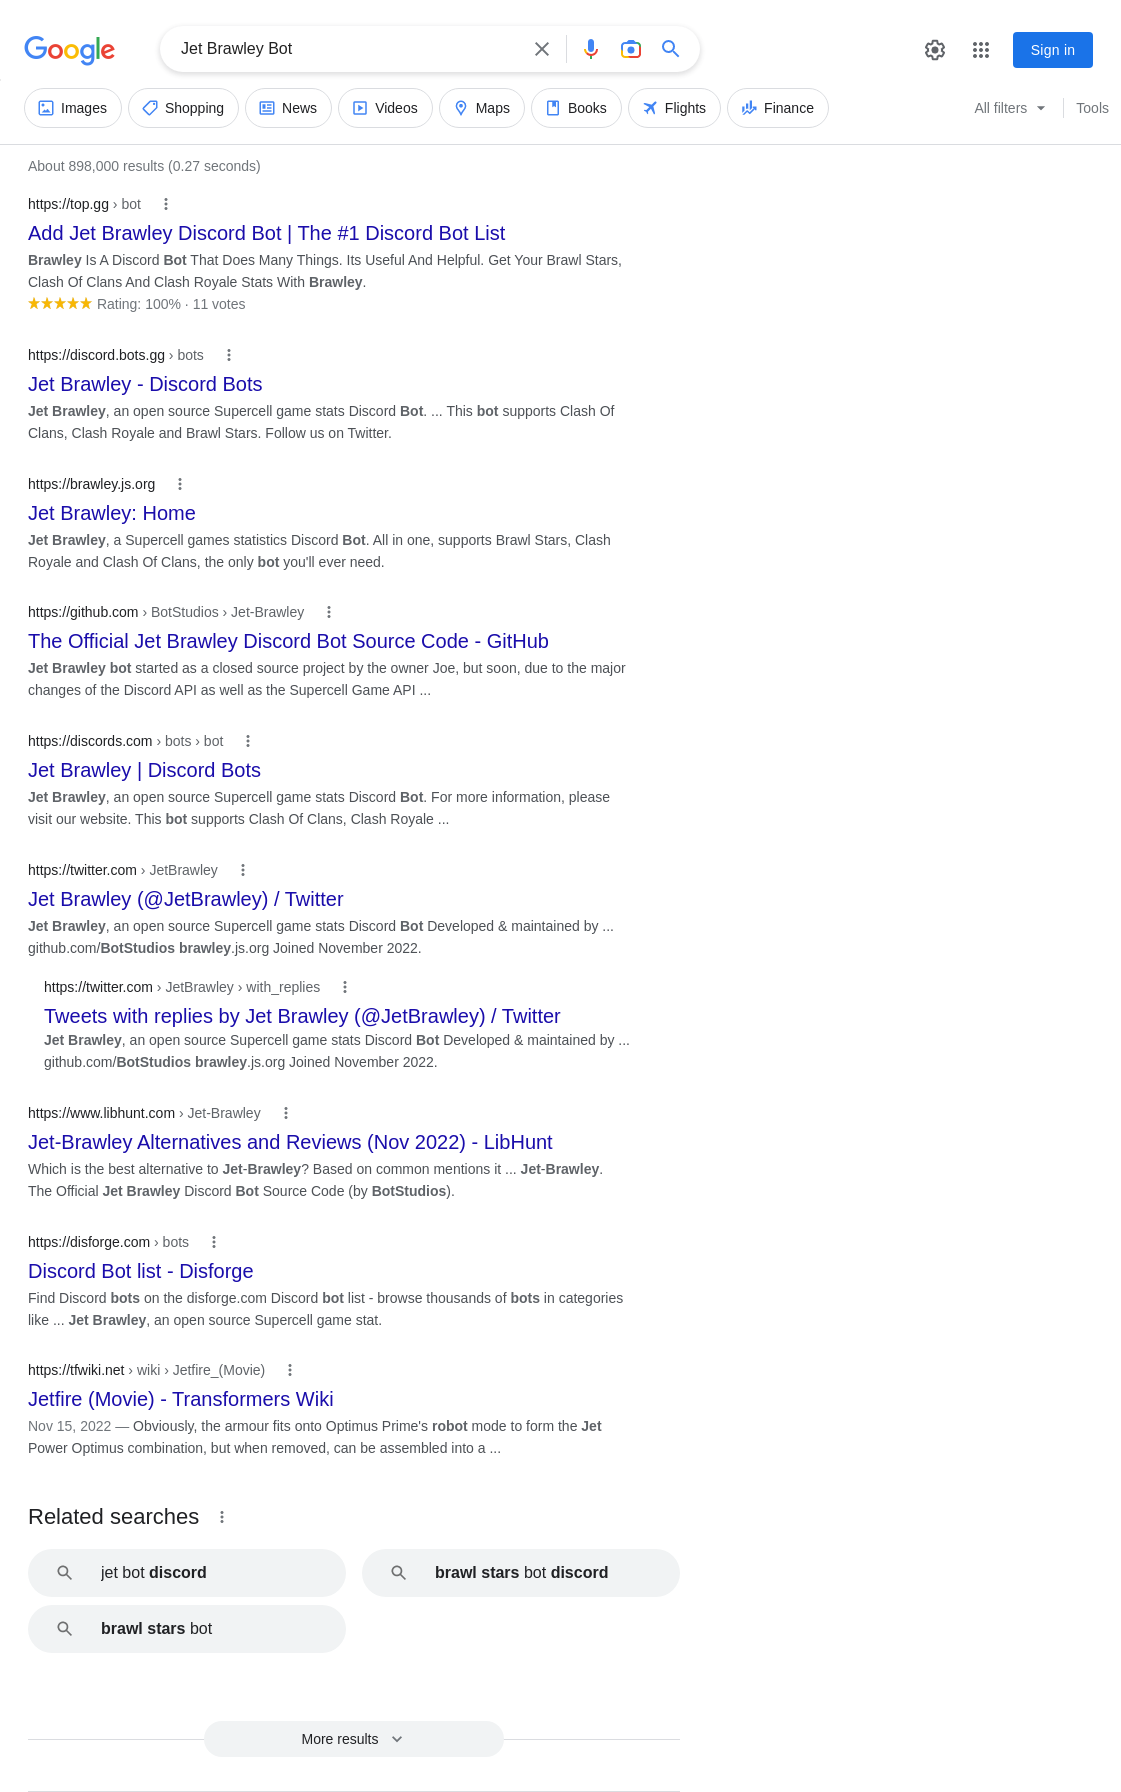 Google
Jet Brawley Bot
Sign in
Images Shopping News Videos Maps Books Flights Finance All filters Tools
About 898,000 results (0.27 seconds)
https://top.gg › bot
Add Jet Brawley Discord Bot | The #1 Discord Bot List
Brawley Is A Discord Bot That Does Many Things. Its Useful And Helpful. Get Your Brawl Stars,
Clash Of Clans And Clash Royale Stats With Brawley.
Rating: 100% · 11 votes
https://discord.bots.gg › bots
Jet Brawley - Discord Bots
Jet Brawley, an open source Supercell game stats Discord Bot. ... This bot supports Clash Of
Clans, Clash Royale and Brawl Stars. Follow us on Twitter.
https://brawley.js.org
Jet Brawley: Home
Jet Brawley, a Supercell games statistics Discord Bot. All in one, supports Brawl Stars, Clash
Royale and Clash Of Clans, the only bot you'll ever need.
https://github.com › BotStudios › Jet-Brawley
The Official Jet Brawley Discord Bot Source Code - GitHub
Jet Brawley bot started as a closed source project by the owner Joe, but soon, due to the major
changes of the Discord API as well as the Supercell Game API ...
https://discords.com › bots › bot
Jet Brawley | Discord Bots
Jet Brawley, an open source Supercell game stats Discord Bot. For more information, please
visit our website. This bot supports Clash Of Clans, Clash Royale ...
https://twitter.com › JetBrawley
Jet Brawley (@JetBrawley) / Twitter
Jet Brawley, an open source Supercell game stats Discord Bot Developed & maintained by ...
github.com/BotStudios brawley.js.org Joined November 2022.
https://twitter.com › JetBrawley › with_replies
Tweets with replies by Jet Brawley (@JetBrawley) / Twitter
Jet Brawley, an open source Supercell game stats Discord Bot Developed & maintained by ...
github.com/BotStudios brawley.js.org Joined November 2022.
https://www.libhunt.com › Jet-Brawley
Jet-Brawley Alternatives and Reviews (Nov 2022) - LibHunt
Which is the best alternative to Jet-Brawley? Based on common mentions it ... Jet-Brawley.
The Official Jet Brawley Discord Bot Source Code (by BotStudios).
https://disforge.com › bots
Discord Bot list - Disforge
Find Discord bots on the disforge.com Discord bot list - browse thousands of bots in categories
like ... Jet Brawley, an open source Supercell game stat.
https://tfwiki.net › wiki › Jetfire_(Movie)
Jetfire (Movie) - Transformers Wiki
Nov 15, 2022 — Obviously, the armour fits onto Optimus Prime's robot mode to form the Jet
Power Optimus combination, but when removed, can be assembled into a ...
Related searches
jet bot discord
brawl stars bot discord
brawl stars bot
More results